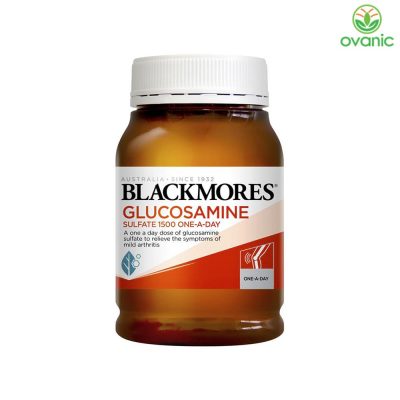 ovanic
AUSTRALIA · SINCE 1932
BLACKMORES®
GLUCOSAMINE
SULFATE 1500 ONE-A-DAY
A one a day dose of glucosamine
sulfate to relieve the symptoms of
mild arthritis
ONE-A-DAY